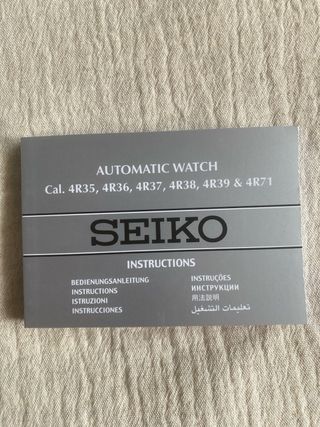 AUTOMATIC WATCH
Cal. 4R35, 4R36, 4R37, 4R38, 4R39 & 4R71
SEIKO
INSTRUCTIONS
BEDIENUNGSANLEITUNG
INSTRUCTIONS
ISTRUZIONI
INSTRUCCIONES
INSTRUÇÕES
ИНСТРУКЦИИ
用法説明
تعليمات التشغيل